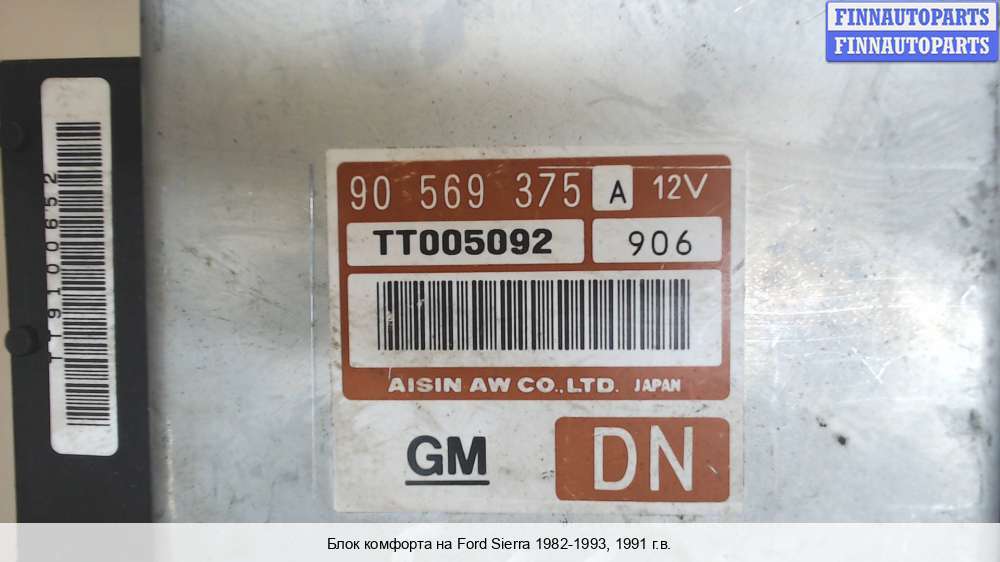 FINNAUTOPARTS
FINNAUTOPARTS
TT9100652
90 569 375 A 12V
TT005092 906
AISIN AW CO.,LTD. JAPAN
GM DN
Блок комфорта на Ford Sierra 1982-1993, 1991 г.в.